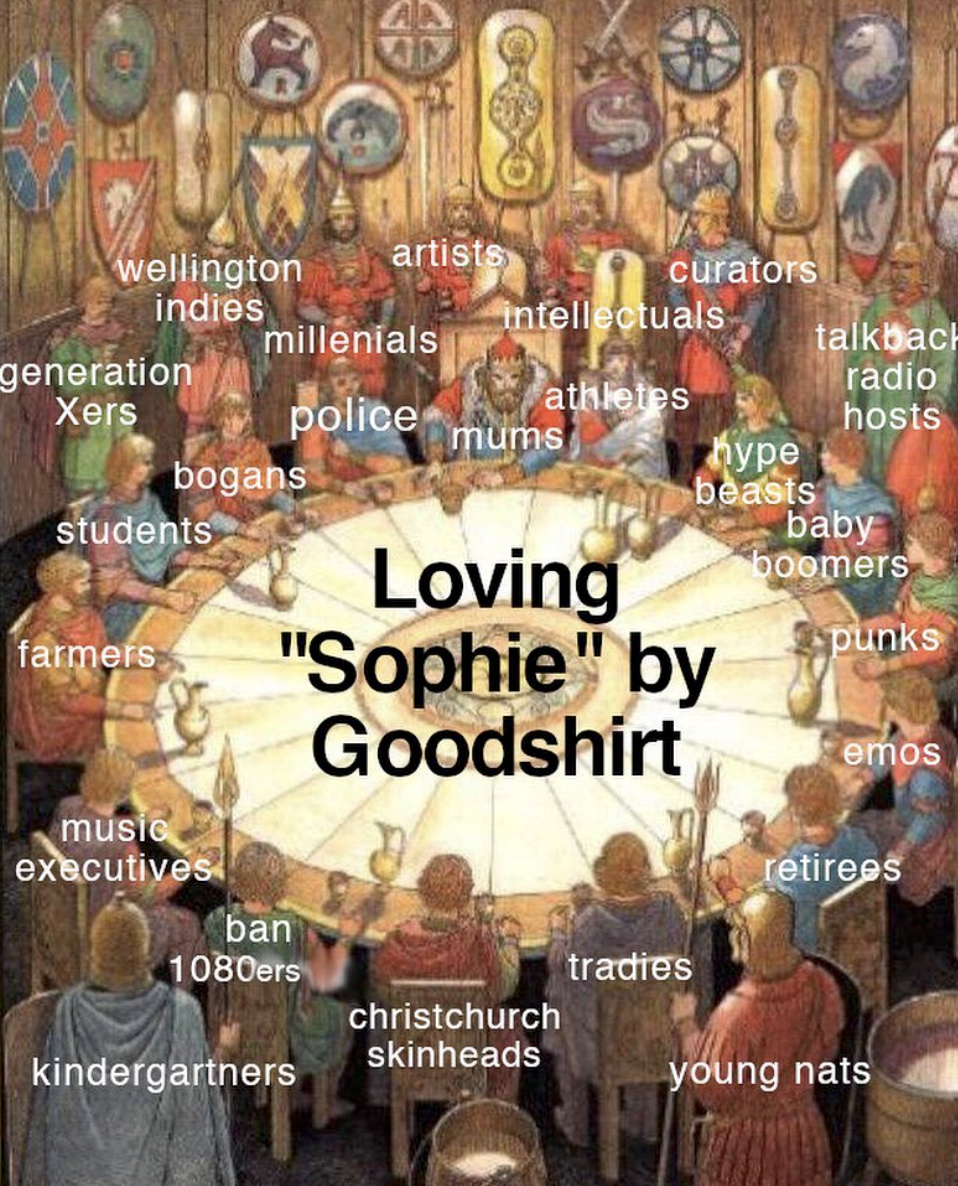 artists
wellington
indies
curators
intellectuals
millenials
talkback
radio
hosts
generation
Xers
athletes
police
mums
hype
beasts
bogans
students
baby
boomers
Loving
"Sophie" by
Goodshirt
farmers
punks
emos
music
executives
retirees
ban
1080ers
tradies
christchurch
skinheads
kindergartners
young nats